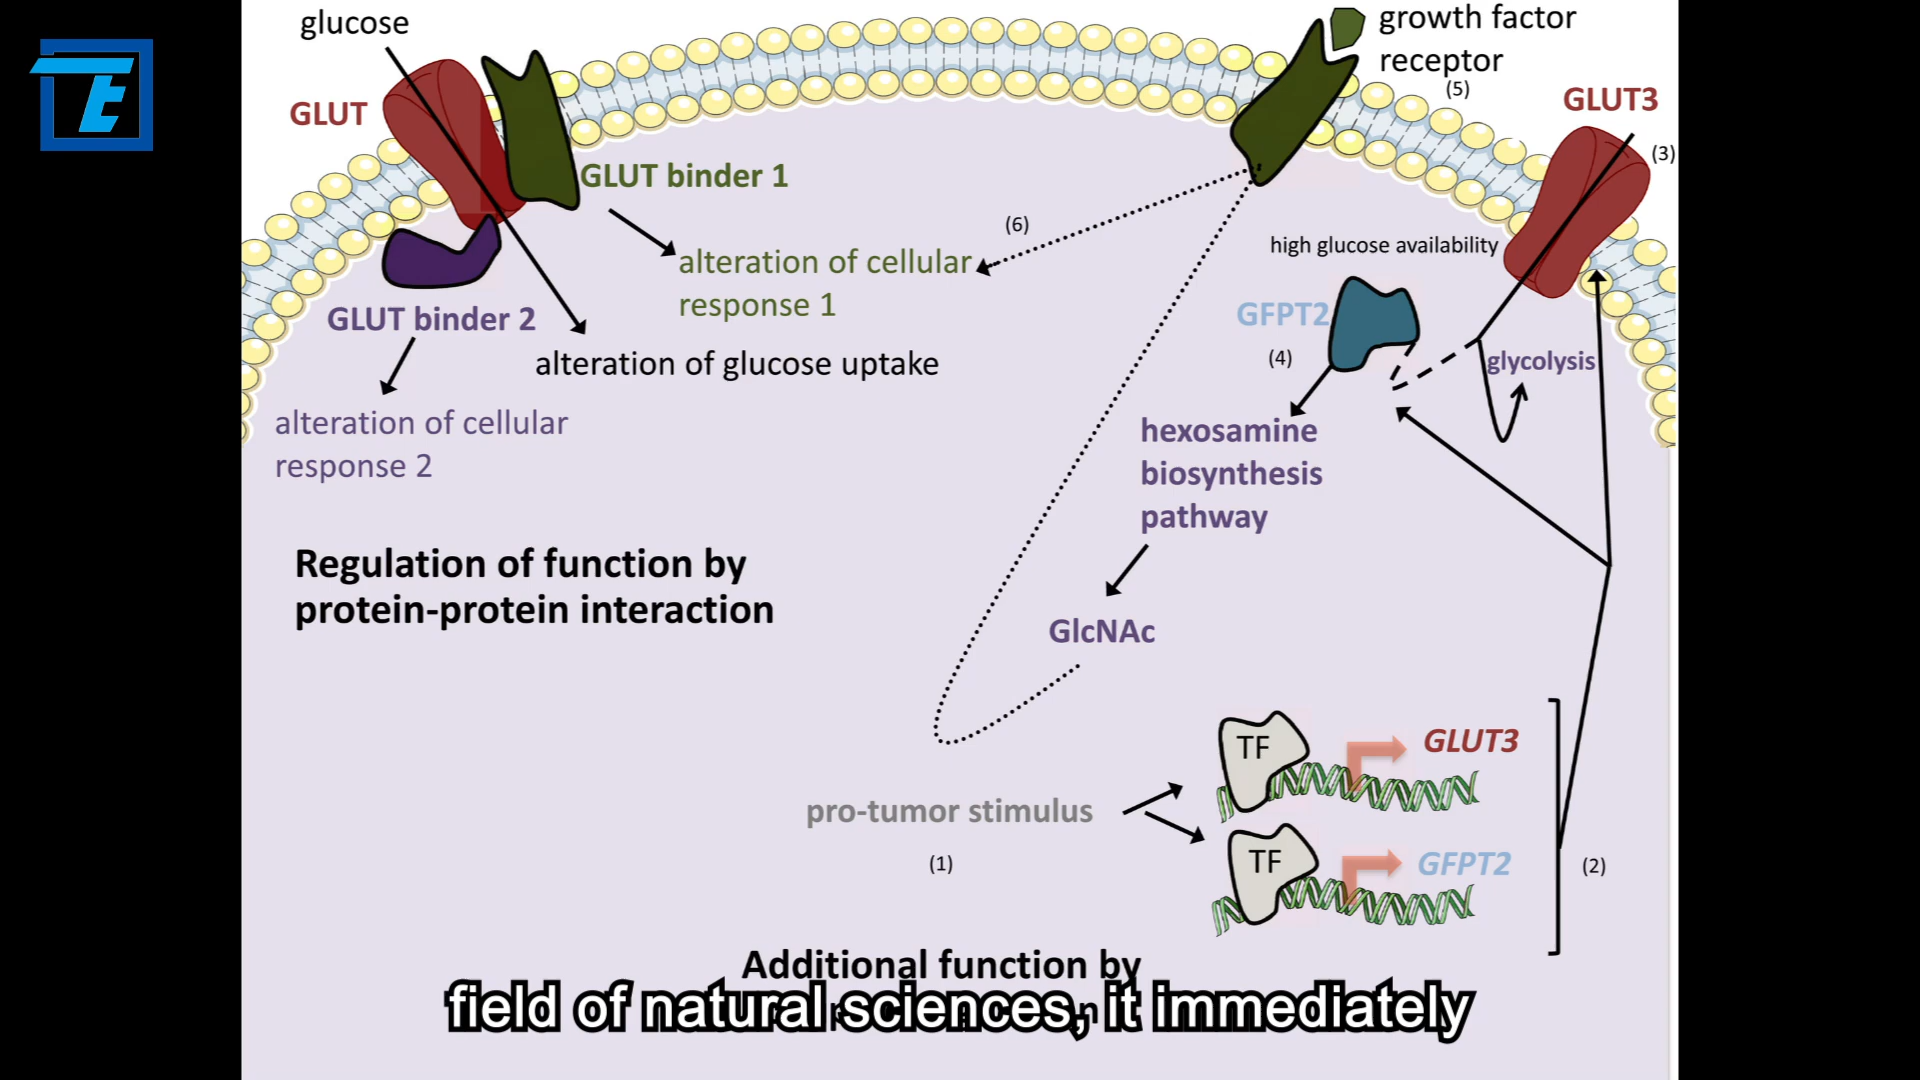 glucose
GLUT
GLUT binder 1
alteration of cellular
response 1
GLUT binder 2
alteration of glucose uptake
alteration of cellular
response 2
Regulation of function by
protein-protein interaction
growth factor
receptor
(5)
GLUT3
(3)
(6)
high glucose availability
GFPT2
(4)
glycolysis
hexosamine
biosynthesis
pathway
GlcNAc
pro-tumor stimulus
(1)
TF
GLUT3
TF
GFPT2
(2)
Additional function by
field of natural sciences, it immediately